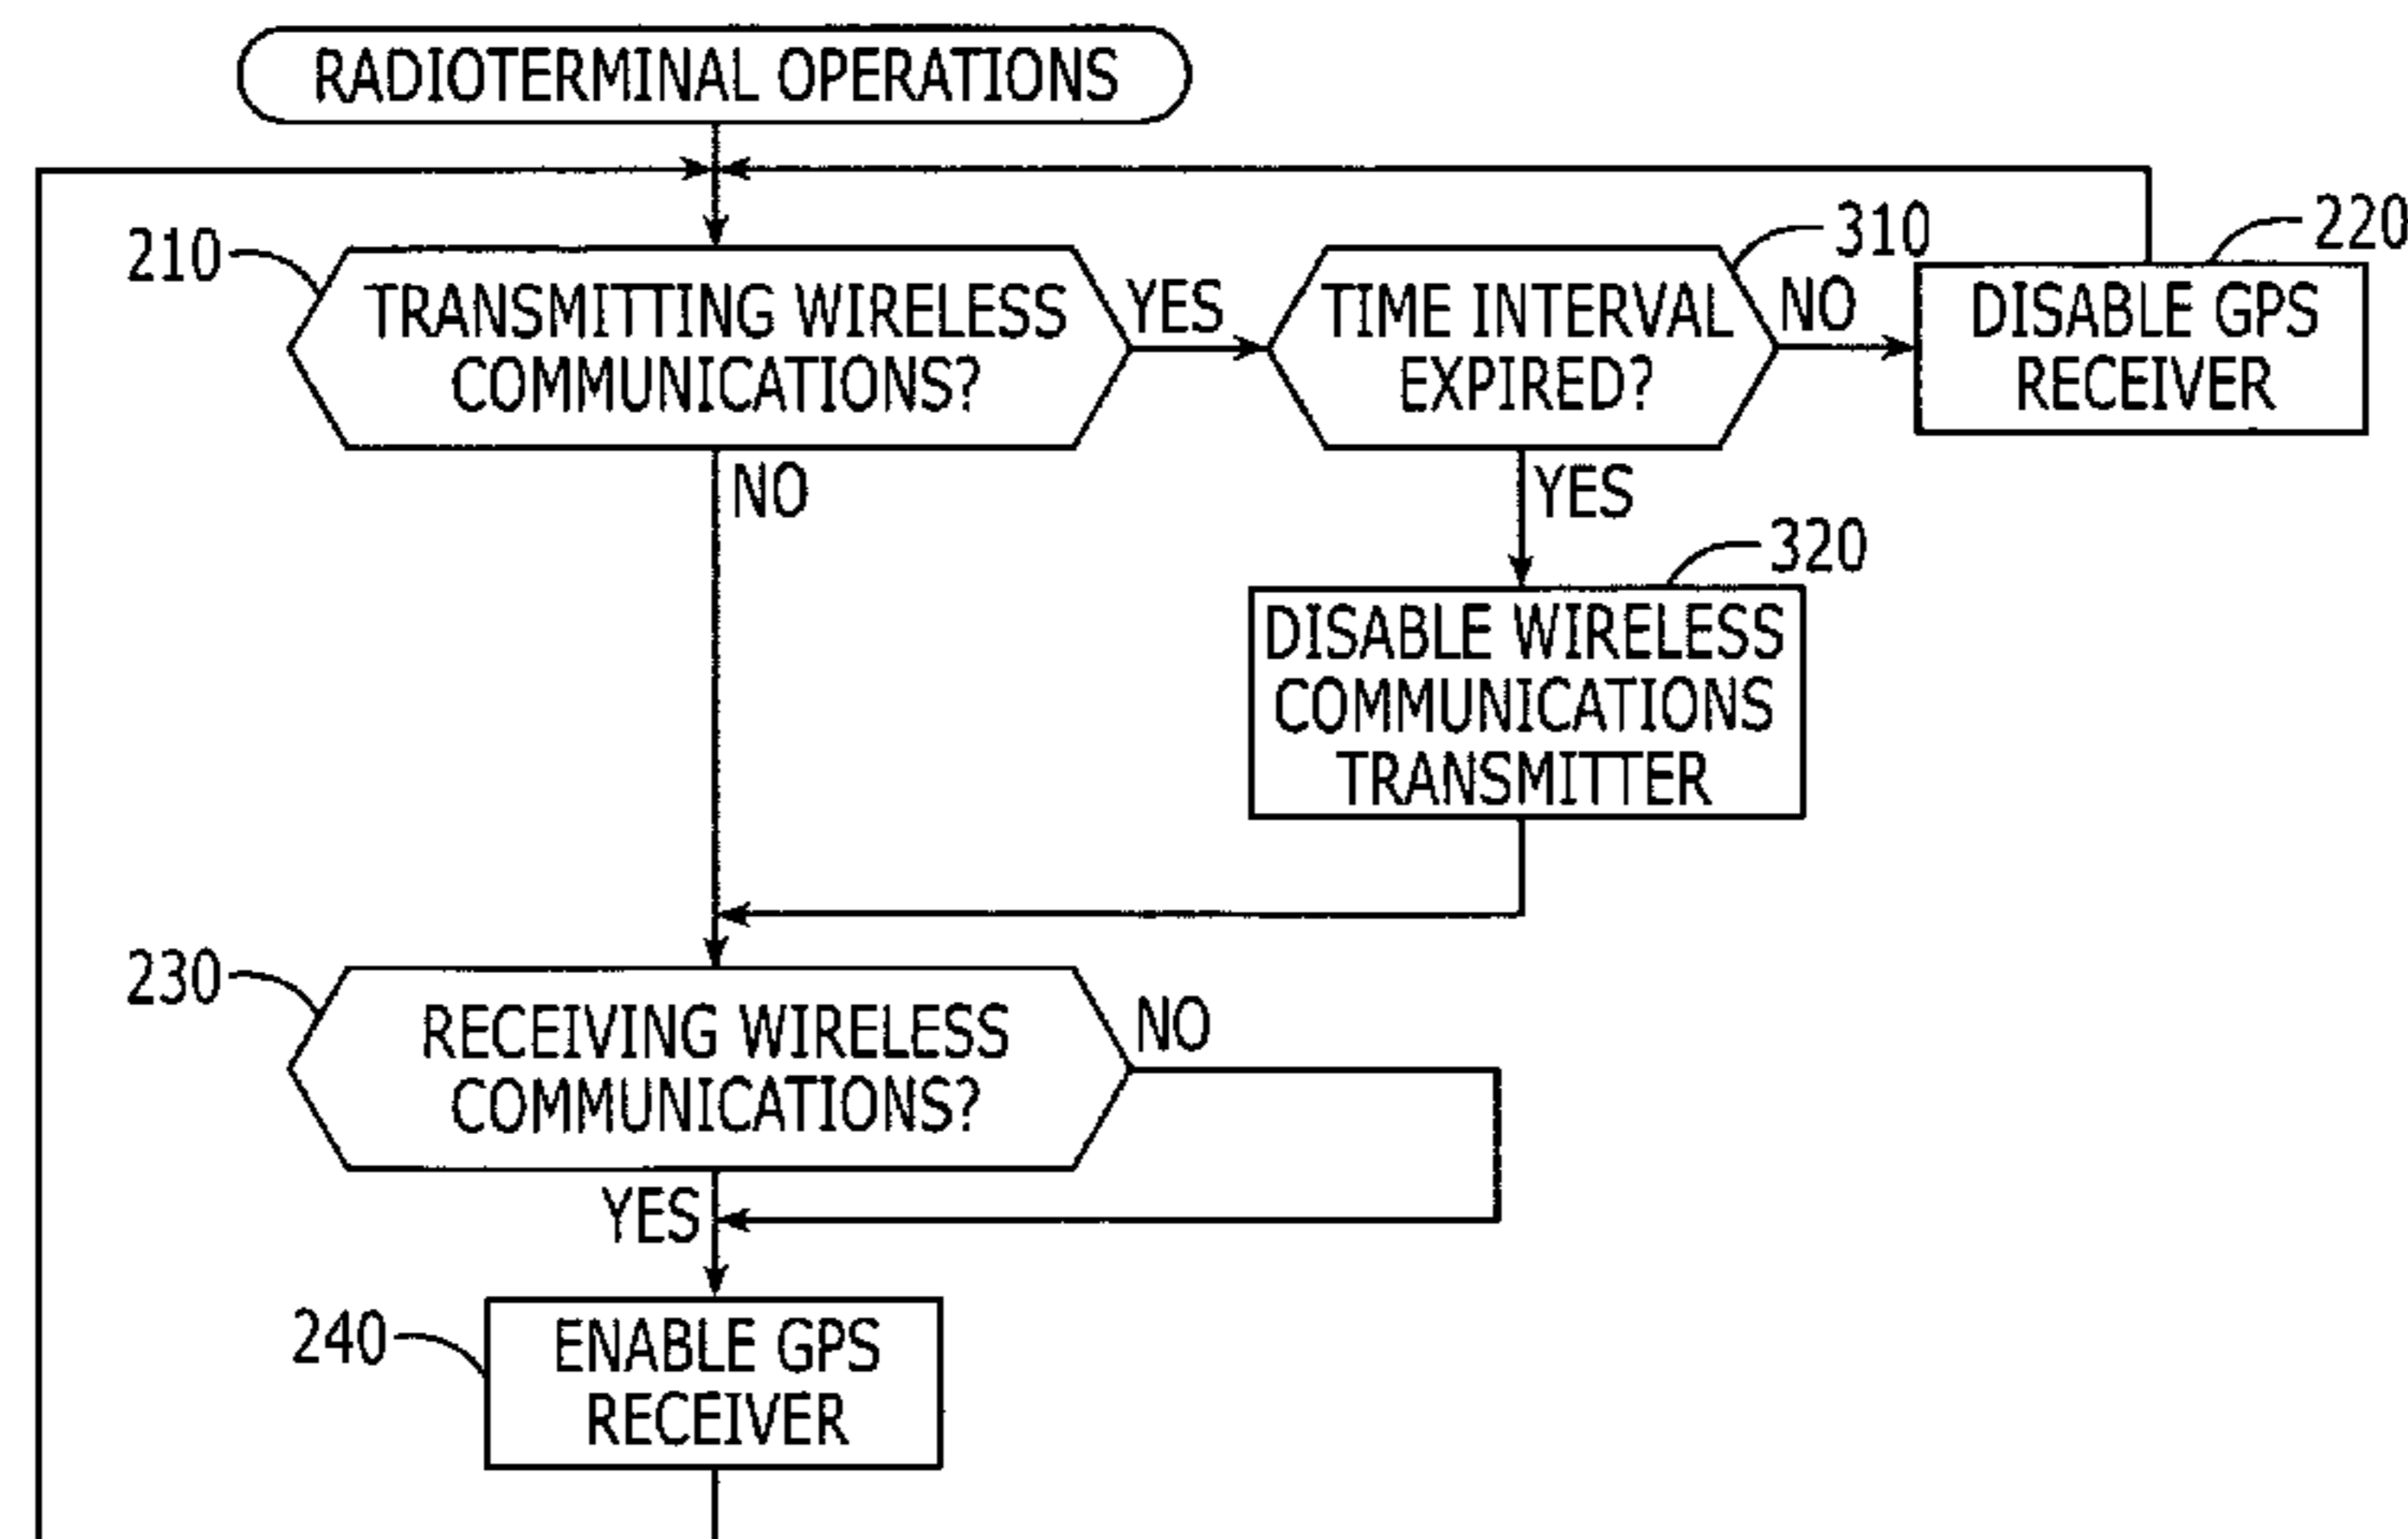 RADIOTERMINAL OPERATIONS
210
TRANSMITTING WIRELESS
COMMUNICATIONS?
YES
310
TIME INTERVAL
EXPIRED?
NO
220
DISABLE GPS
RECEIVER
NO
YES
320
DISABLE WIRELESS
COMMUNICATIONS
TRANSMITTER
230
RECEIVING WIRELESS
COMMUNICATIONS?
NO
YES
240
ENABLE GPS
RECEIVER